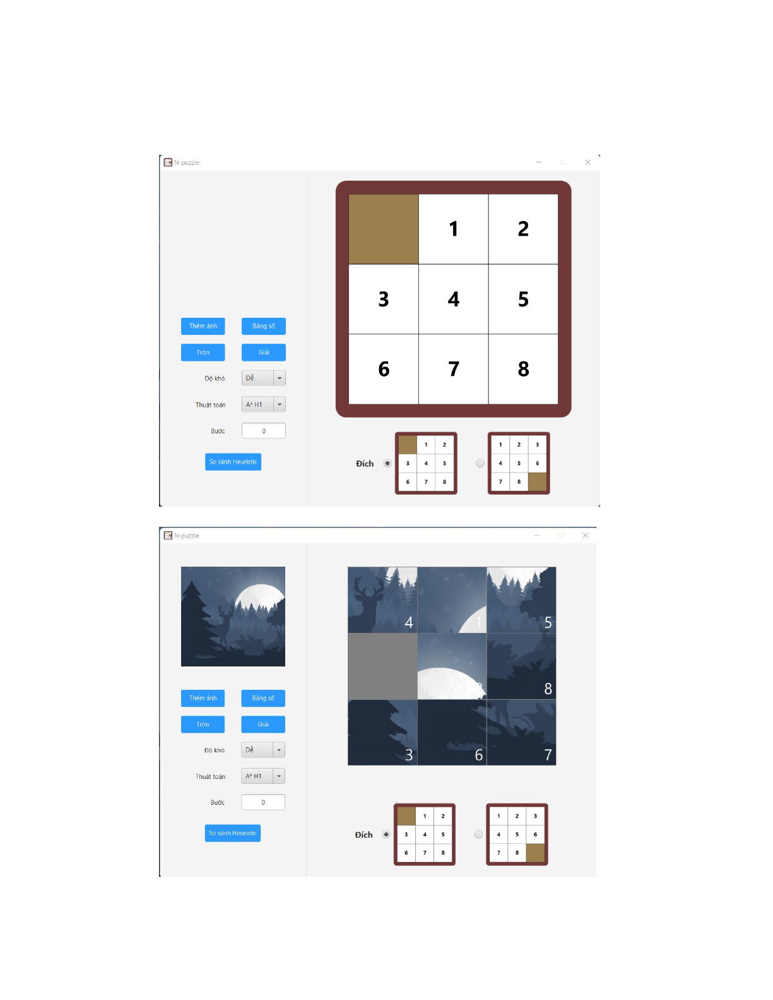 N-puzzle
1 2
3 4 5
6 7 8
Thêm ảnh Bảng số
Trộn Giải
Độ khó Dễ
Thuật toán A* H1
Bước 0
So sánh Heuristic
Đích
1 2
3 4 5
6 7 8
1 2 3
4 5 6
7 8
N-puzzle
4 1 5
2 8
3 6 7
Thêm ảnh Bảng số
Trộn Giải
Độ khó Dễ
Thuật toán A* H1
Bước 0
So sánh Heuristic
Đích
1 2
3 4 5
6 7 8
1 2 3
4 5 6
7 8